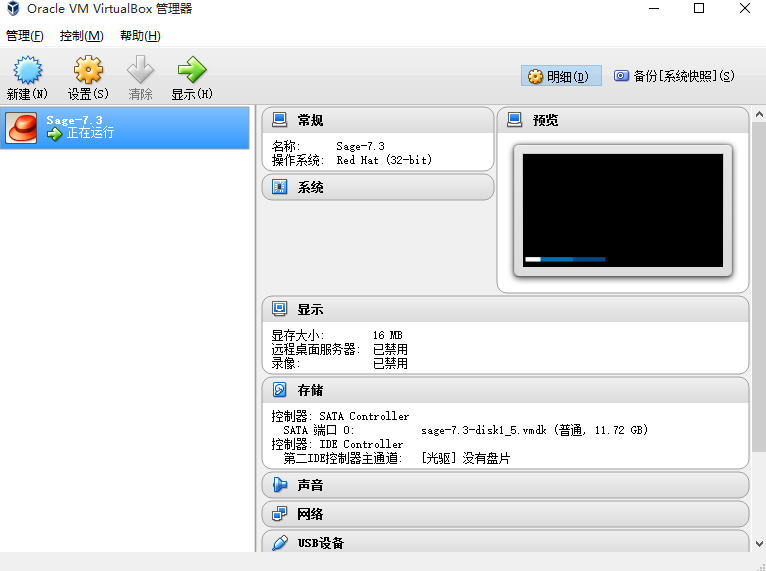 Oracle VM VirtualBox 管理器
管理(F) 控制(M) 帮助(H)
新建(N) 设置(S) 清除 显示(H) 明细(D) 备份[系统快照](S)
Sage-7.3
正在运行
常规
名称: Sage-7.3
操作系统: Red Hat (32-bit)
系统
预览
显示
显存大小: 16 MB
远程桌面服务器: 已禁用
录像: 已禁用
存储
控制器: SATA Controller
SATA 端口 0: sage-7.3-disk1_5.vmdk (普通, 11.72 GB)
控制器: IDE Controller
第二IDE控制器主通道: [光驱] 没有盘片
声音
网络
USB设备